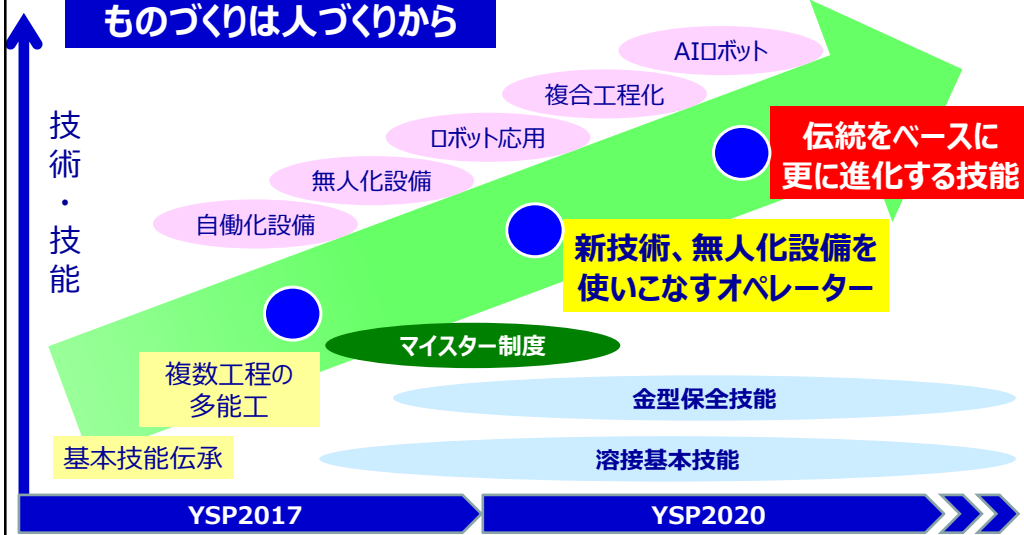 ものづくりは人づくりから
技術・技能
AIロボット
複合工程化
ロボット応用
無人化設備
自働化設備
伝統をベースに
更に進化する技能
新技術、無人化設備を
使いこなすオペレーター
マイスター制度
複数工程の
多能工
金型保全技能
基本技能伝承
溶接基本技能
YSP2017
YSP2020